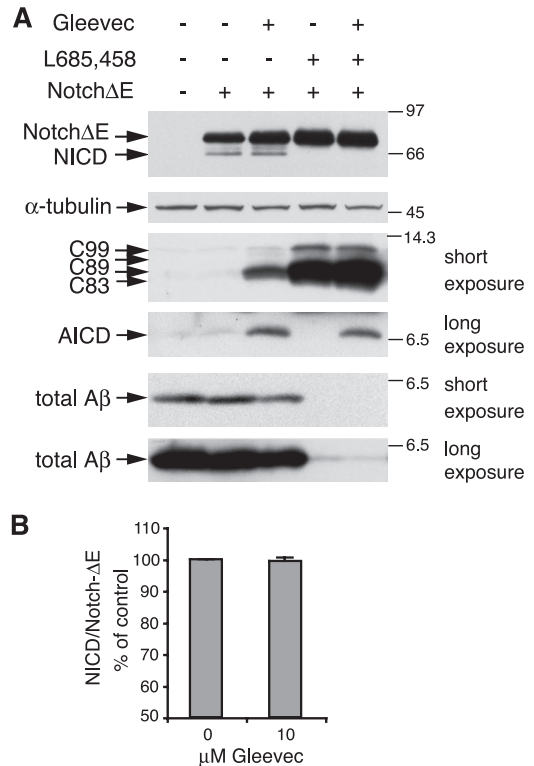 A
Gleevec - - + - +
L685,458 - - - + +
NotchΔE - + + + +
97
NotchΔE
NICD
66
α-tubulin
45
14.3
C99
C89
C83
short
exposure
AICD
6.5
long
exposure
6.5
total Aβ
short
exposure
6.5
total Aβ
long
exposure
B
NICD/Notch-ΔE
% of control
110
100
90
80
70
60
50
0 10
μM Gleevec